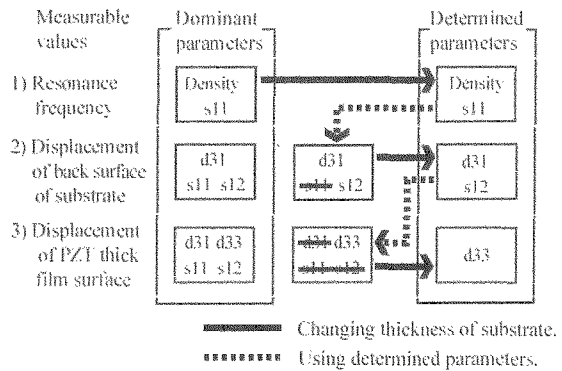 Measurable values
Dominant parameters
Determined parameters
1) Resonance frequency
Density
s11
Density
s11
2) Displacement of back surface of substrate
d31
s11 s12
d31
s11 s12
d31
s12
3) Displacement of PZT thick film surface
d31 d33
s11 s12
d31 d33
s11 s12
d33
Changing thickness of substrate.
Using determined parameters.